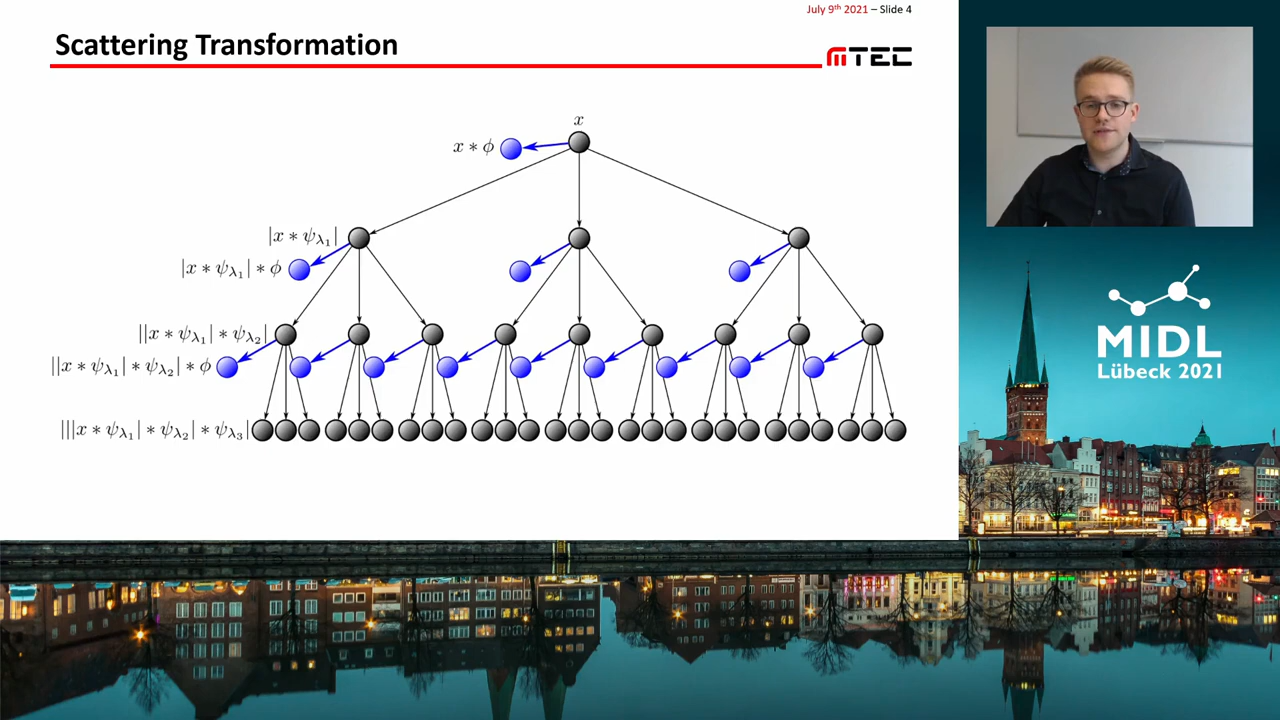 July 9th 2021 – Slide 4
Scattering Transformation
MTEC
x
x ∗ ϕ
|x ∗ ψλ1|
|x ∗ ψλ1| ∗ ϕ
||x ∗ ψλ1| ∗ ψλ2|
||x ∗ ψλ1| ∗ ψλ2| ∗ ϕ
|||x ∗ ψλ1| ∗ ψλ2| ∗ ψλ3|
MIDL
Lübeck 2021